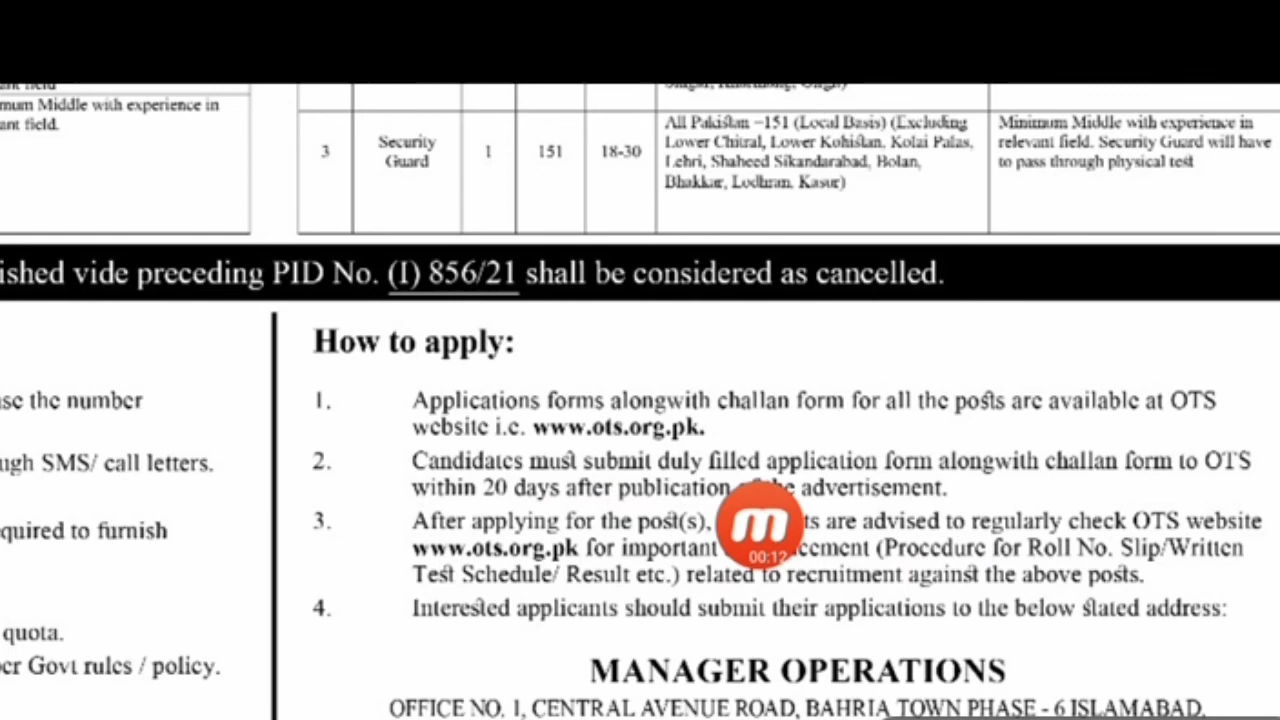 mum Middle with experience in
ant field.
3
Security
Guard
1
151
18-30
All Pakistan -151 (Local Basis) (Excluding
Lower Chitral, Lower Kohistan, Kolai Palas,
Lehri, Shaheed Sikandarabad, Bolan,
Bhakkar, Lodhran, Kasur)
Minimum Middle with experience in
relevant field. Security Guard will have
to pass through physical test
ished vide preceding PID No. (I) 856/21 shall be considered as cancelled.
se the number
ugh SMS/ call letters.
quired to furnish
quota.
er Govt rules / policy.
How to apply:
1. Applications forms alongwith challan form for all the posts are available at OTS
website i.e. www.ots.org.pk.
2. Candidates must submit duly filled application form alongwith challan form to OTS
within 20 days after publication advertisement.
3. After applying for the post(s), ts are advised to regularly check OTS website
www.ots.org.pk for important cement (Procedure for Roll No. Slip/Written
Test Schedule/ Result etc.) related to recruitment against the above posts.
4. Interested applicants should submit their applications to the below stated address:
MANAGER OPERATIONS
OFFICE NO. 1, CENTRAL AVENUE ROAD, BAHRIA TOWN PHASE - 6 ISLAMABAD.
m
00:12